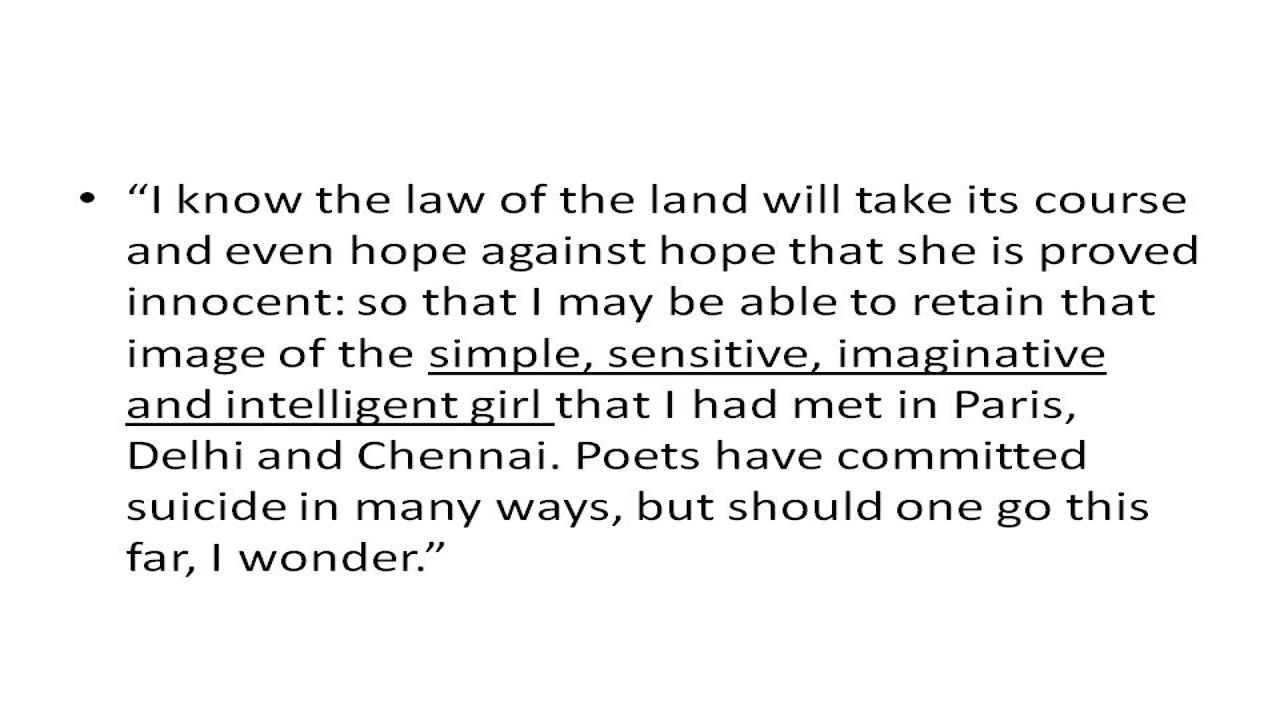 • “I know the law of the land will take its course
and even hope against hope that she is proved
innocent: so that I may be able to retain that
image of the simple, sensitive, imaginative
and intelligent girl that I had met in Paris,
Delhi and Chennai. Poets have committed
suicide in many ways, but should one go this
far, I wonder.”